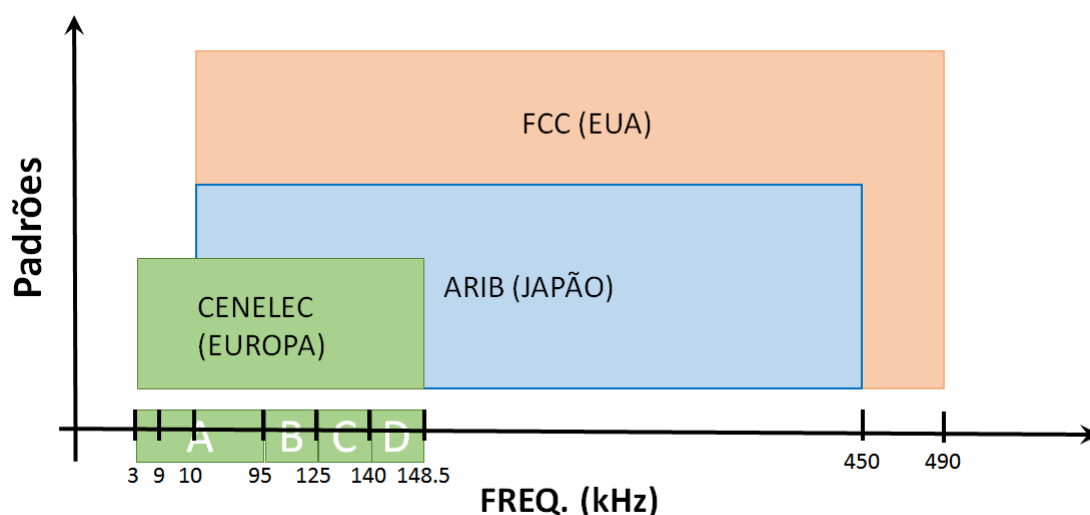 Padrões
FCC (EUA)
ARIB (JAPÃO)
CENELEC
(EUROPA)
A B C D
3 9 10 95 125 140 148.5 450 490
FREQ. (kHz)